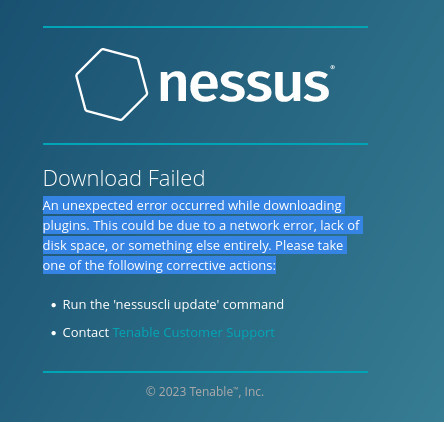 nessus®
Download Failed
An unexpected error occurred while downloading
plugins. This could be due to a network error, lack of
disk space, or something else entirely. Please take
one of the following corrective actions:
• Run the 'nessuscli update' command
• Contact Tenable Customer Support
© 2023 Tenable™, Inc.